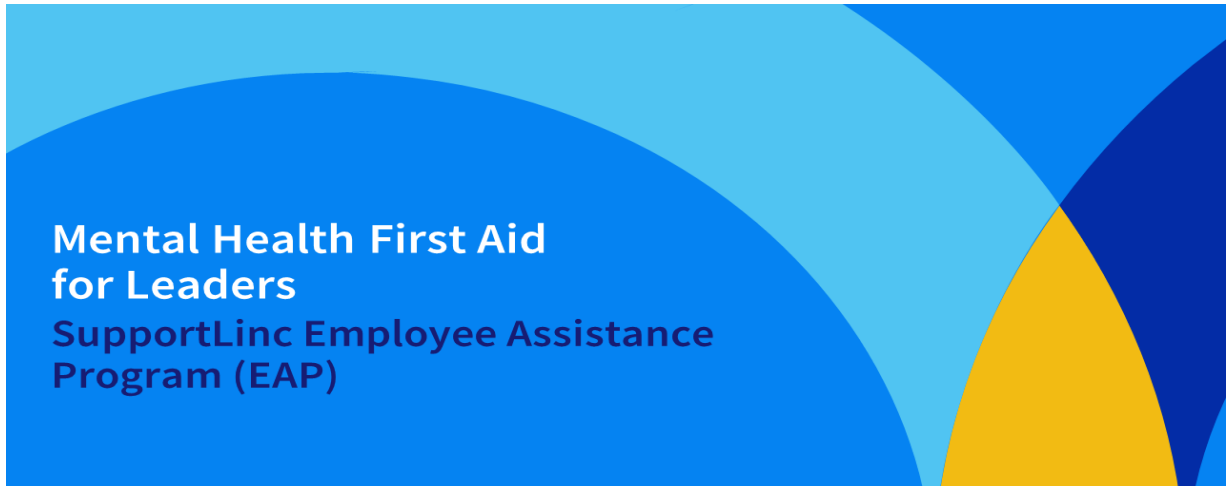 Mental Health First Aid
for Leaders
SupportLinc Employee Assistance
Program (EAP)